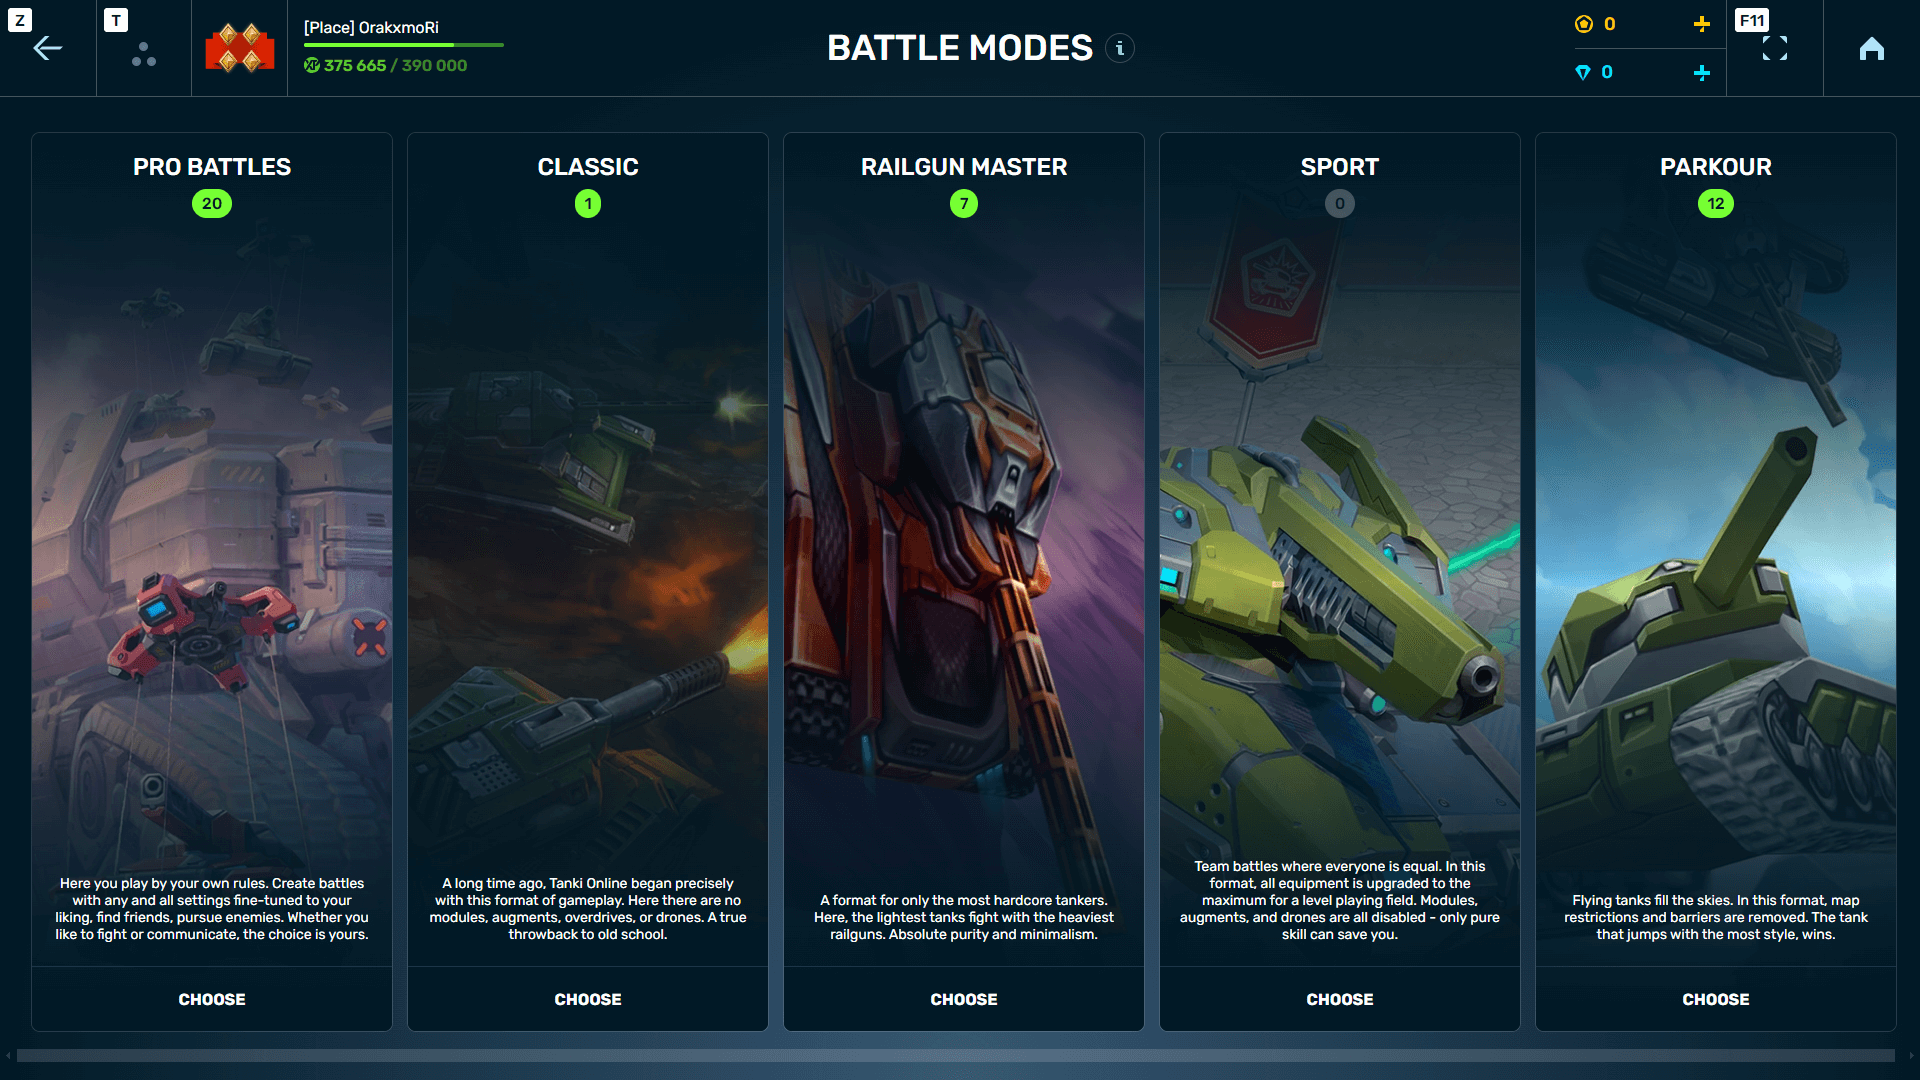 Z
T
[Place] OrakxmoRi
XP 375 665 / 390 000
BATTLE MODES
i
0
0
F11
PRO BATTLES
20
Here you play by your own rules. Create battles
with any and all settings fine-tuned to your
liking, find friends, pursue enemies. Whether you
like to fight or communicate, the choice is yours.
CHOOSE
CLASSIC
1
A long time ago, Tanki Online began precisely
with this format of gameplay. Here there are no
modules, augments, overdrives, or drones. A true
throwback to old school.
CHOOSE
RAILGUN MASTER
7
A format for only the most hardcore tankers.
Here, the lightest tanks fight with the heaviest
railguns. Absolute purity and minimalism.
CHOOSE
SPORT
0
Team battles where everyone is equal. In this
format, all equipment is upgraded to the
maximum for a level playing field. Modules,
augments, and drones are all disabled - only pure
skill can save you.
CHOOSE
PARKOUR
12
Flying tanks fill the skies. In this format, map
restrictions and barriers are removed. The tank
that jumps with the most style, wins.
CHOOSE